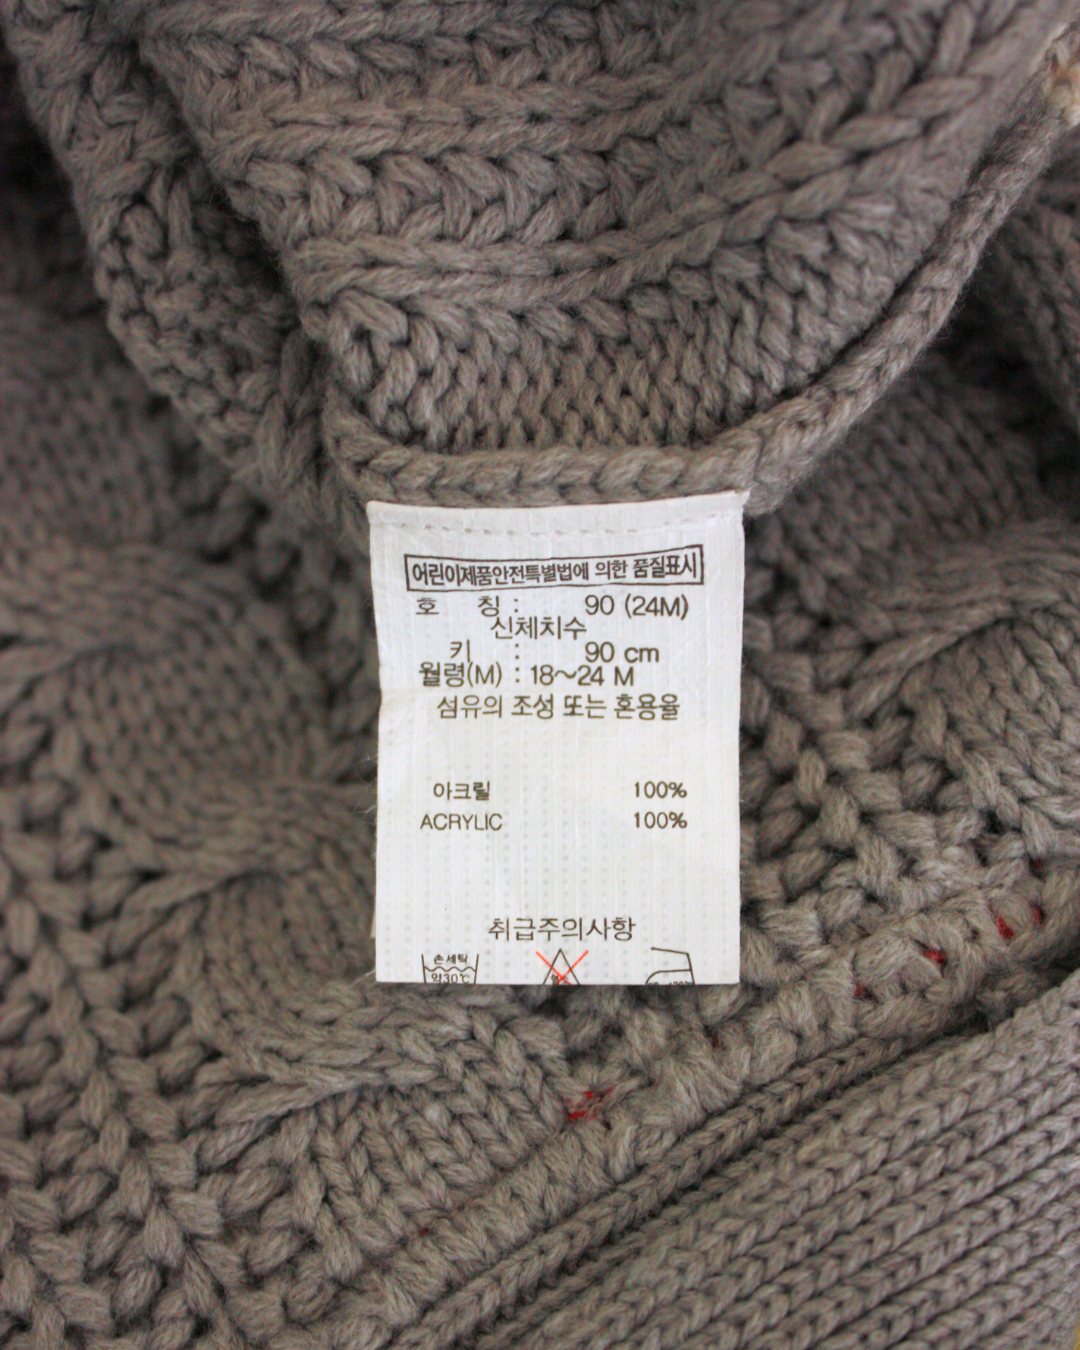 어린이제품안전특별법에 의한 품질표시
호 칭 : 90 (24M)
신체치수
키 : 90 cm
월령(M) : 18~24 M
섬유의 조성 또는 혼용율
아크릴 100%
ACRYLIC 100%
취급주의사항
손세탁
약30℃